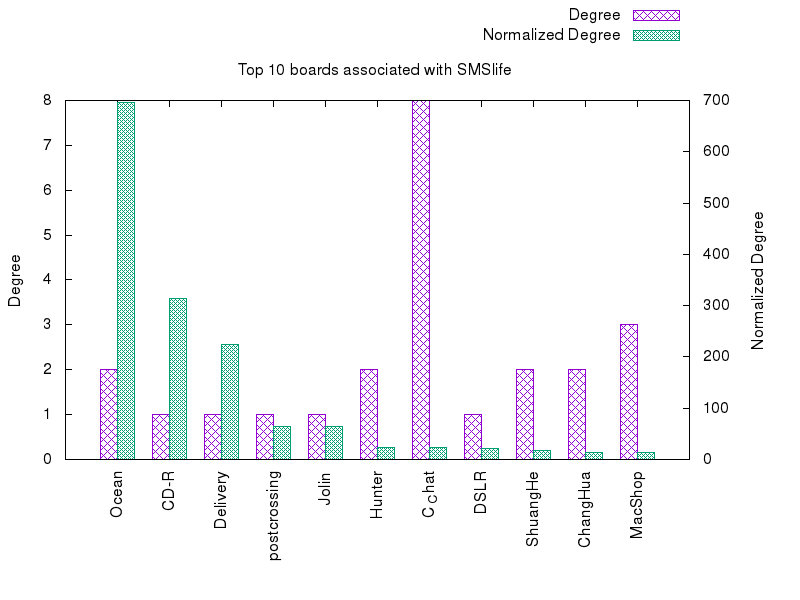 Degree
Normalized Degree
Top 10 boards associated with SMSlife
8
7
6
5
4
3
2
1
0
700
600
500
400
300
200
100
0
Degree
Normalized Degree
Ocean
CD-R
Delivery
postcrossing
Jolin
Hunter
C_Chat
DSLR
ShuangHe
ChangHua
MacShop